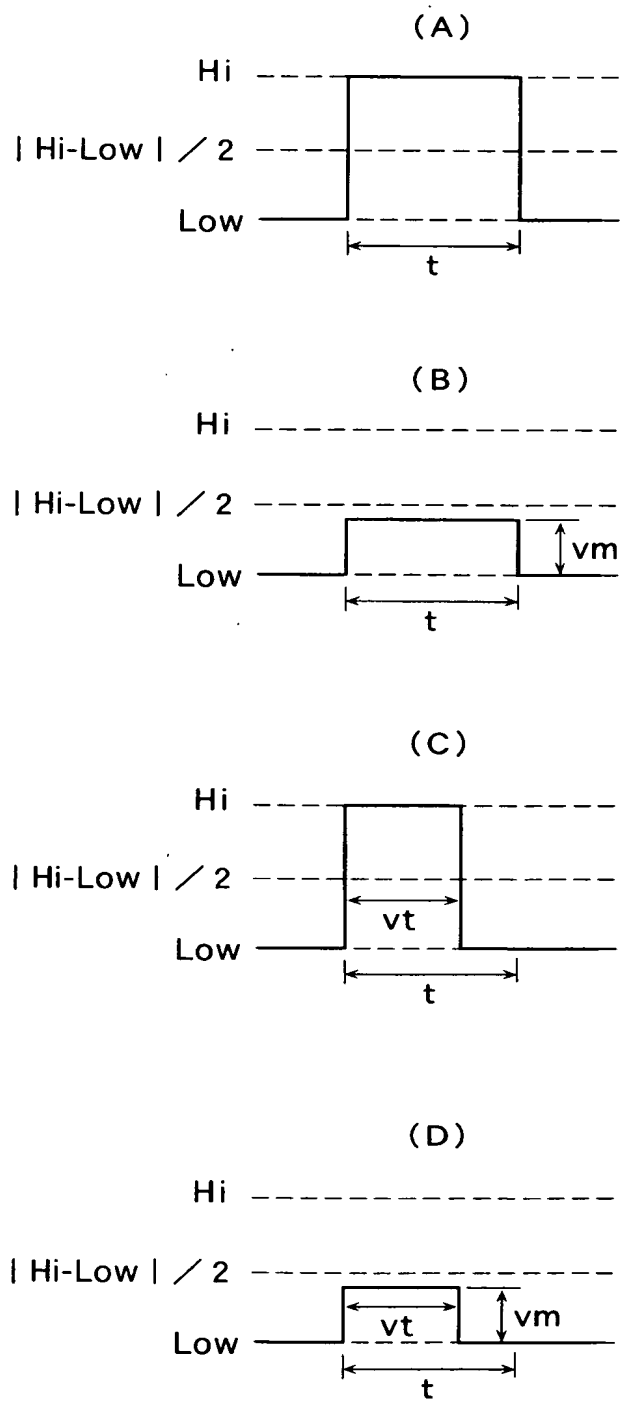 (A)
Hi
| Hi-Low | / 2
Low
t
(B)
Hi
| Hi-Low | / 2
vm
Low
t
(C)
Hi
| Hi-Low | / 2
vt
Low
t
(D)
Hi
| Hi-Low | / 2
vt
vm
Low
t